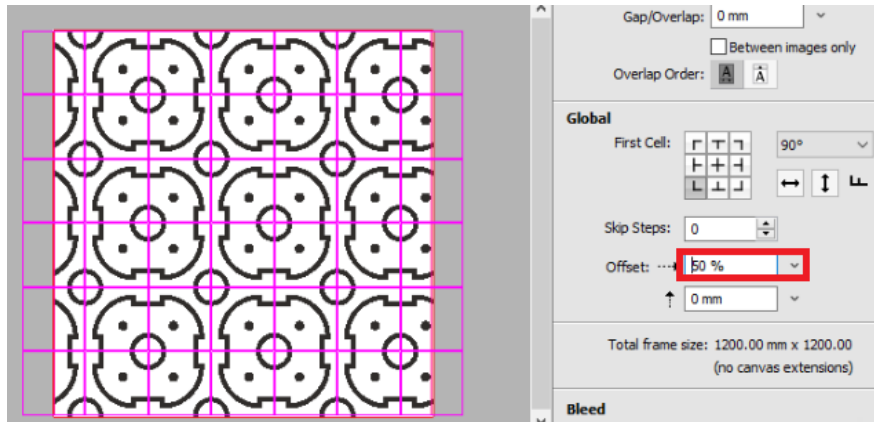 Gap/Overlap: 0 mm
Between images only
Overlap Order: A A
Global
First Cell: 90°
Skip Steps: 0
Offset: 50 %
0 mm
Total frame size: 1200.00 mm x 1200.00
(no canvas extensions)
Bleed